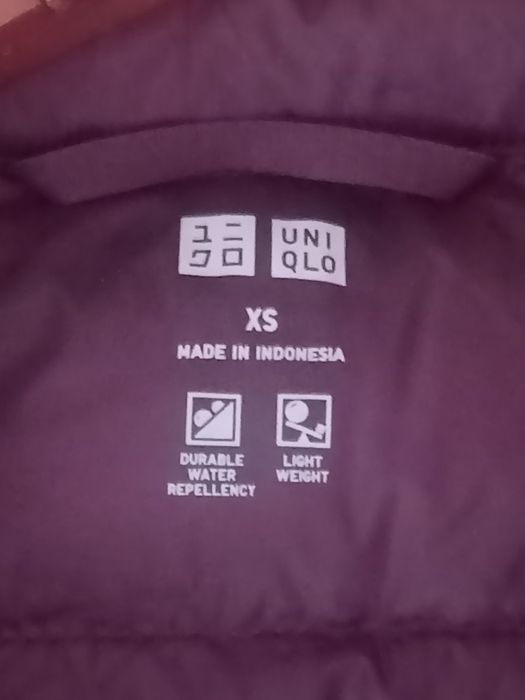 ユニ
クロ
UNI
QLO
XS
MADE IN INDONESIA
DURABLE
WATER
REPELLENCY
LIGHT
WEIGHT